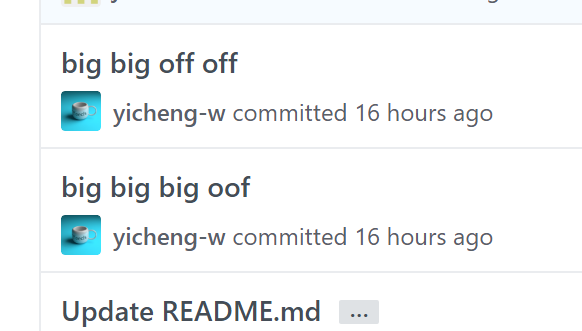 big big off off
yicheng-w committed 16 hours ago
big big big oof
yicheng-w committed 16 hours ago
Update README.md ...